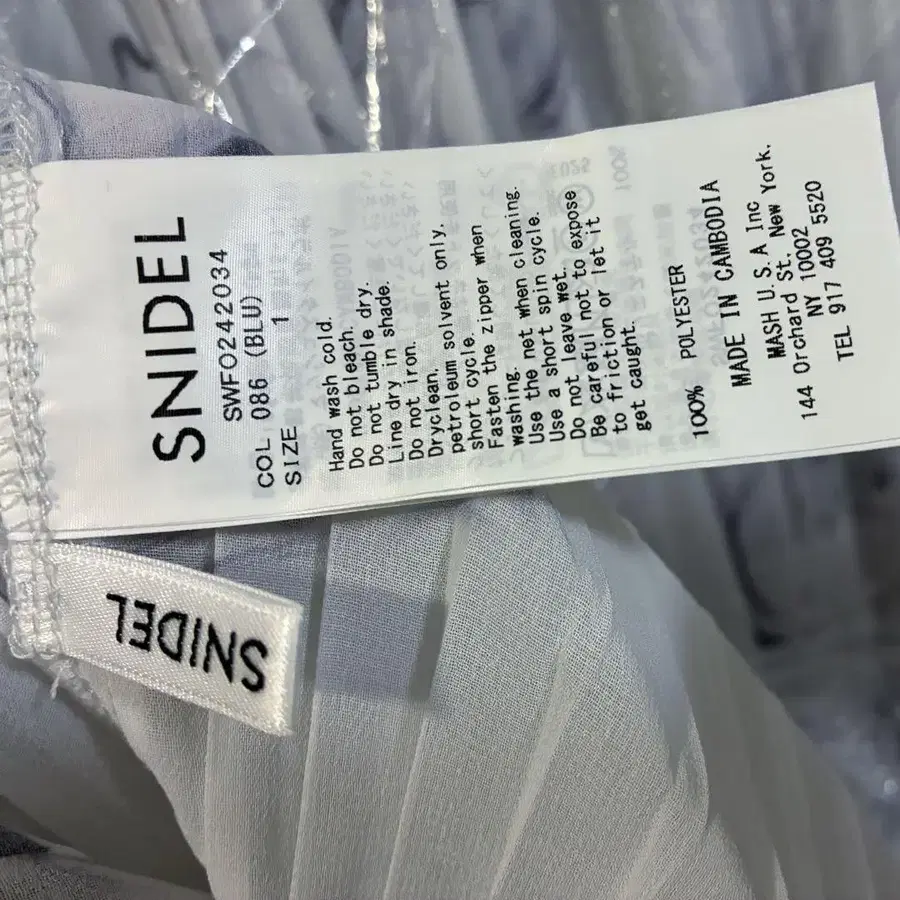 SNIDEL
SWFO242034
COL 086 (BLU)
SIZE 1
Hand wash cold.
Do not bleach.
Do not tumble dry.
Line dry in shade.
Do not iron.
Dryclean.
petroleum solvent only.
short cycle.
Fasten the zipper when
washing.
Use the net when cleaning.
Use a short spin cycle.
Do not leave wet.
Be careful not to expose
to friction or let it
get caught.
100% POLYESTER
MADE IN CAMBODIA
MASH U.S.A Inc
144 Orchard St. New York.
NY 10002
TEL 917 409 5520
SNIDEL